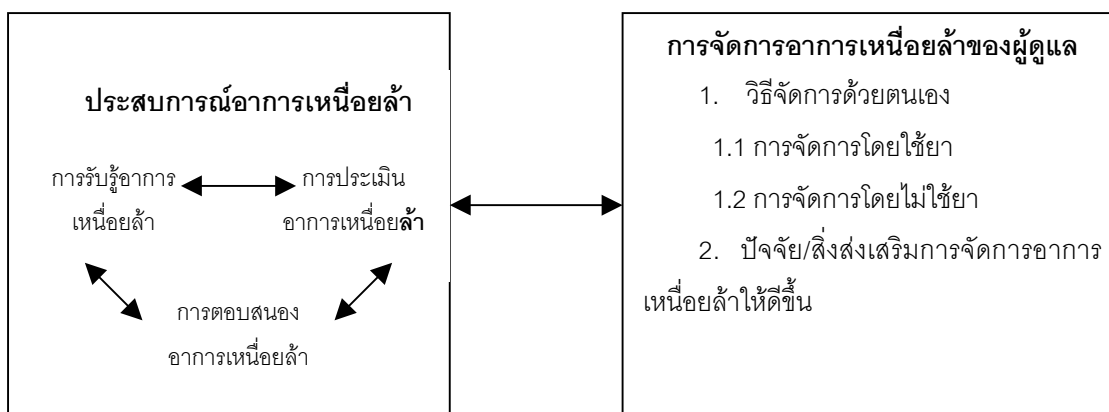 ประสบการณ์อาการเหนื่อยล้า
การรับรู้อาการ
เหนื่อยล้า
การประเมิน
อาการเหนื่อยล้า
การตอบสนอง
อาการเหนื่อยล้า
การจัดการอาการเหนื่อยล้าของผู้ดูแล
1. วิธีจัดการด้วยตนเอง
1.1 การจัดการโดยใช้ยา
1.2 การจัดการโดยไม่ใช้ยา
2. ปัจจัย/สิ่งส่งเสริมการจัดการอาการ
เหนื่อยล้าให้ดีขึ้น